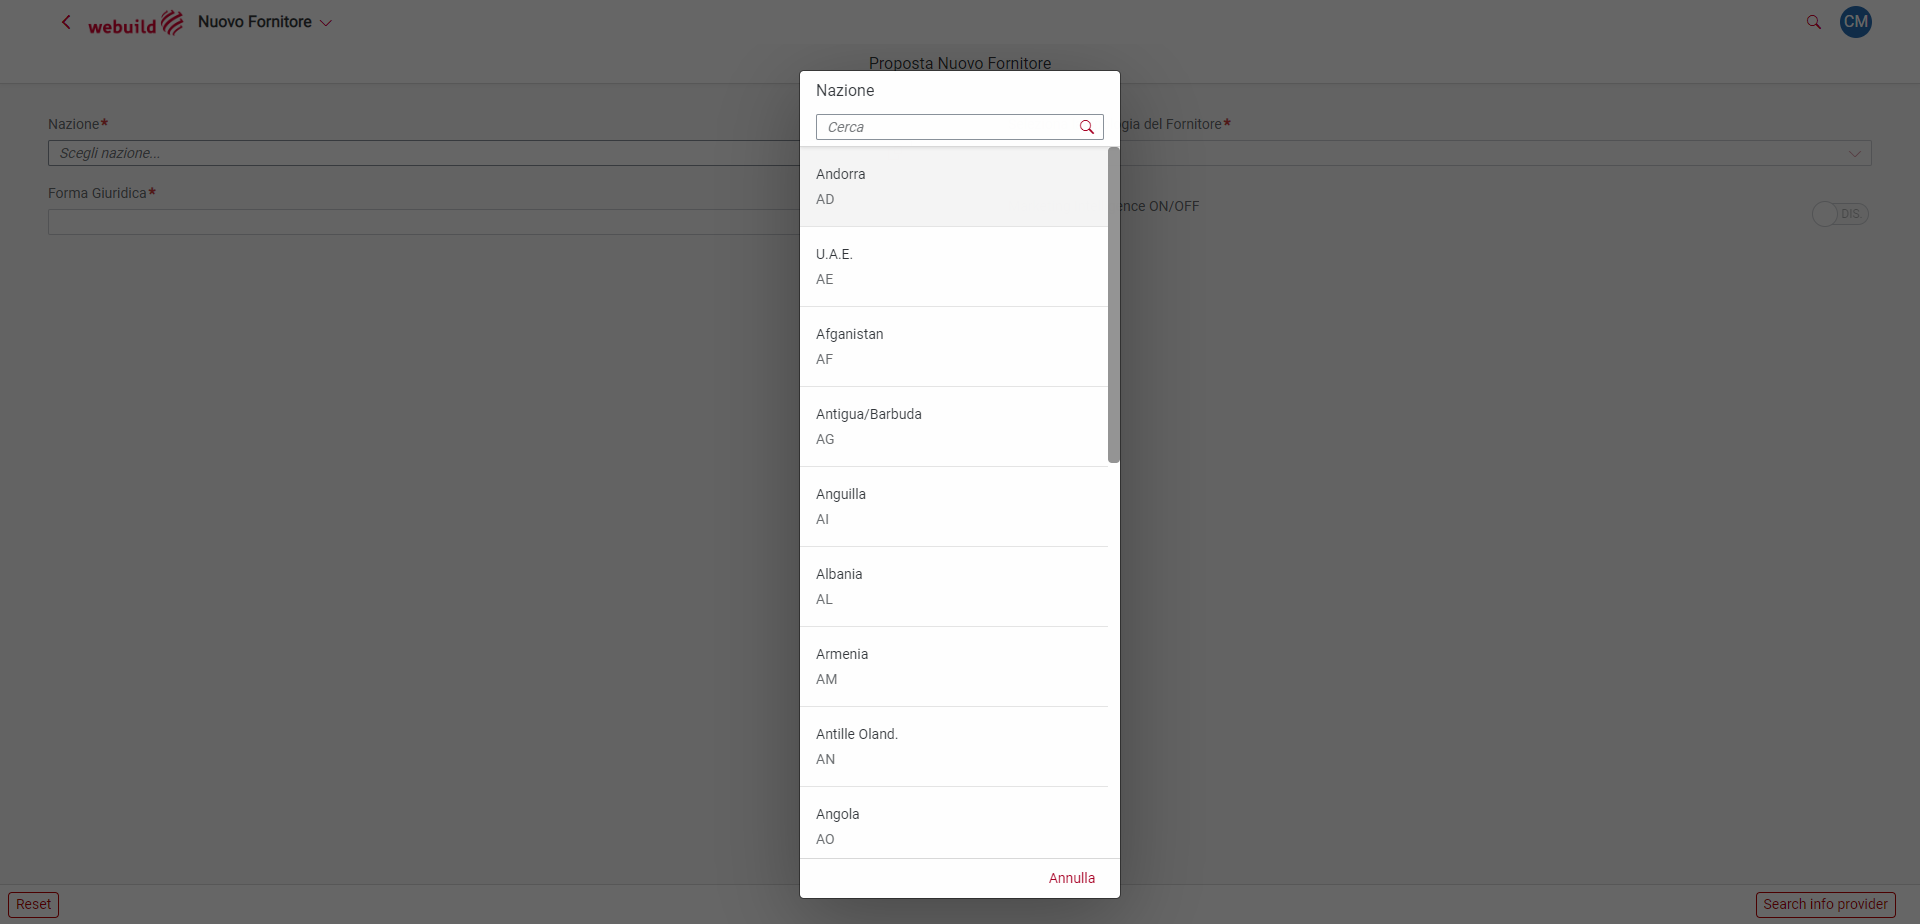 webuild
Nuovo Fornitore
CM
Proposta Nuovo Fornitore
Nazione*
Scegli nazione...
Forma Giuridica*
gia del Fornitore*
ence ON/OFF
DIS.
Nazione
Cerca
Andorra
AD
U.A.E.
AE
Afganistan
AF
Antigua/Barbuda
AG
Anguilla
AI
Albania
AL
Armenia
AM
Antille Oland.
AN
Angola
AO
Annulla
Reset
Search info provider